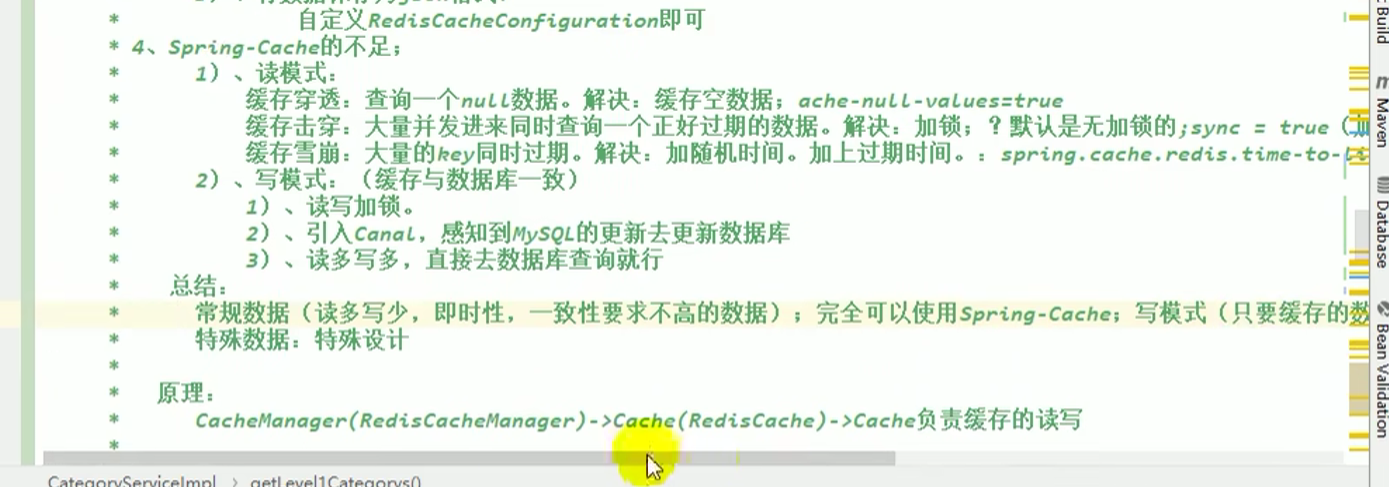 * 自定义RedisCacheConfiguration即可
* 4、Spring-Cache的不足；
* 1）、读模式：
* 缓存穿透：查询一个null数据。解决：缓存空数据；ache-null-values=true
* 缓存击穿：大量并发进来同时查询一个正好过期的数据。解决：加锁；？默认是无加锁的;sync = true（加
* 缓存雪崩：大量的key同时过期。解决：加随机时间。加上过期时间。：spring.cache.redis.time-to-li
* 2）、写模式：（缓存与数据库一致）
* 1）、读写加锁。
* 2）、引入Canal，感知到MySQL的更新去更新数据库
* 3）、读多写多，直接去数据库查询就行
* 总结：
* 常规数据（读多写少，即时性，一致性要求不高的数据）；完全可以使用Spring-Cache；写模式（只要缓存的数
* 特殊数据：特殊设计
*
* 原理：
* CacheManager(RedisCacheManager)->Cache(RedisCache)->Cache负责缓存的读写
*
CategoryServiceImpl › getLevel1Categorys()
Build
Maven
Database
Bean Validation